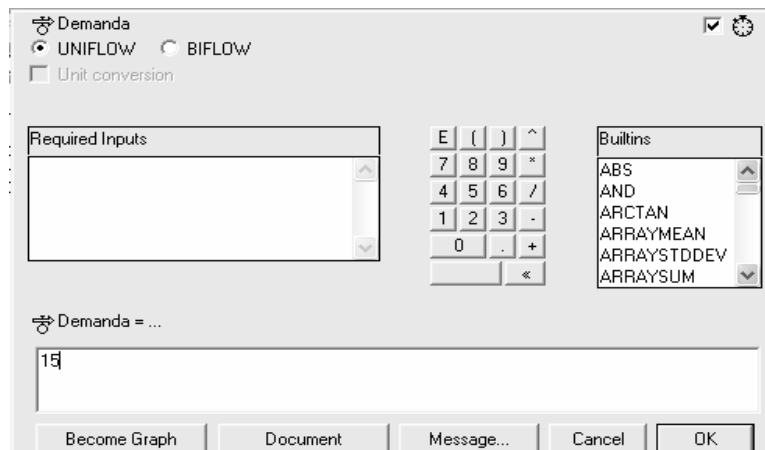 Demanda
UNIFLOW BIFLOW
Unit conversion
Required Inputs
E ( ) ^
7 8 9 *
4 5 6 /
1 2 3 -
0 . +
«
Builtins
ABS
AND
ARCTAN
ARRAYMEAN
ARRAYSTDDEV
ARRAYSUM
Demanda = ...
15
Become Graph Document Message... Cancel OK